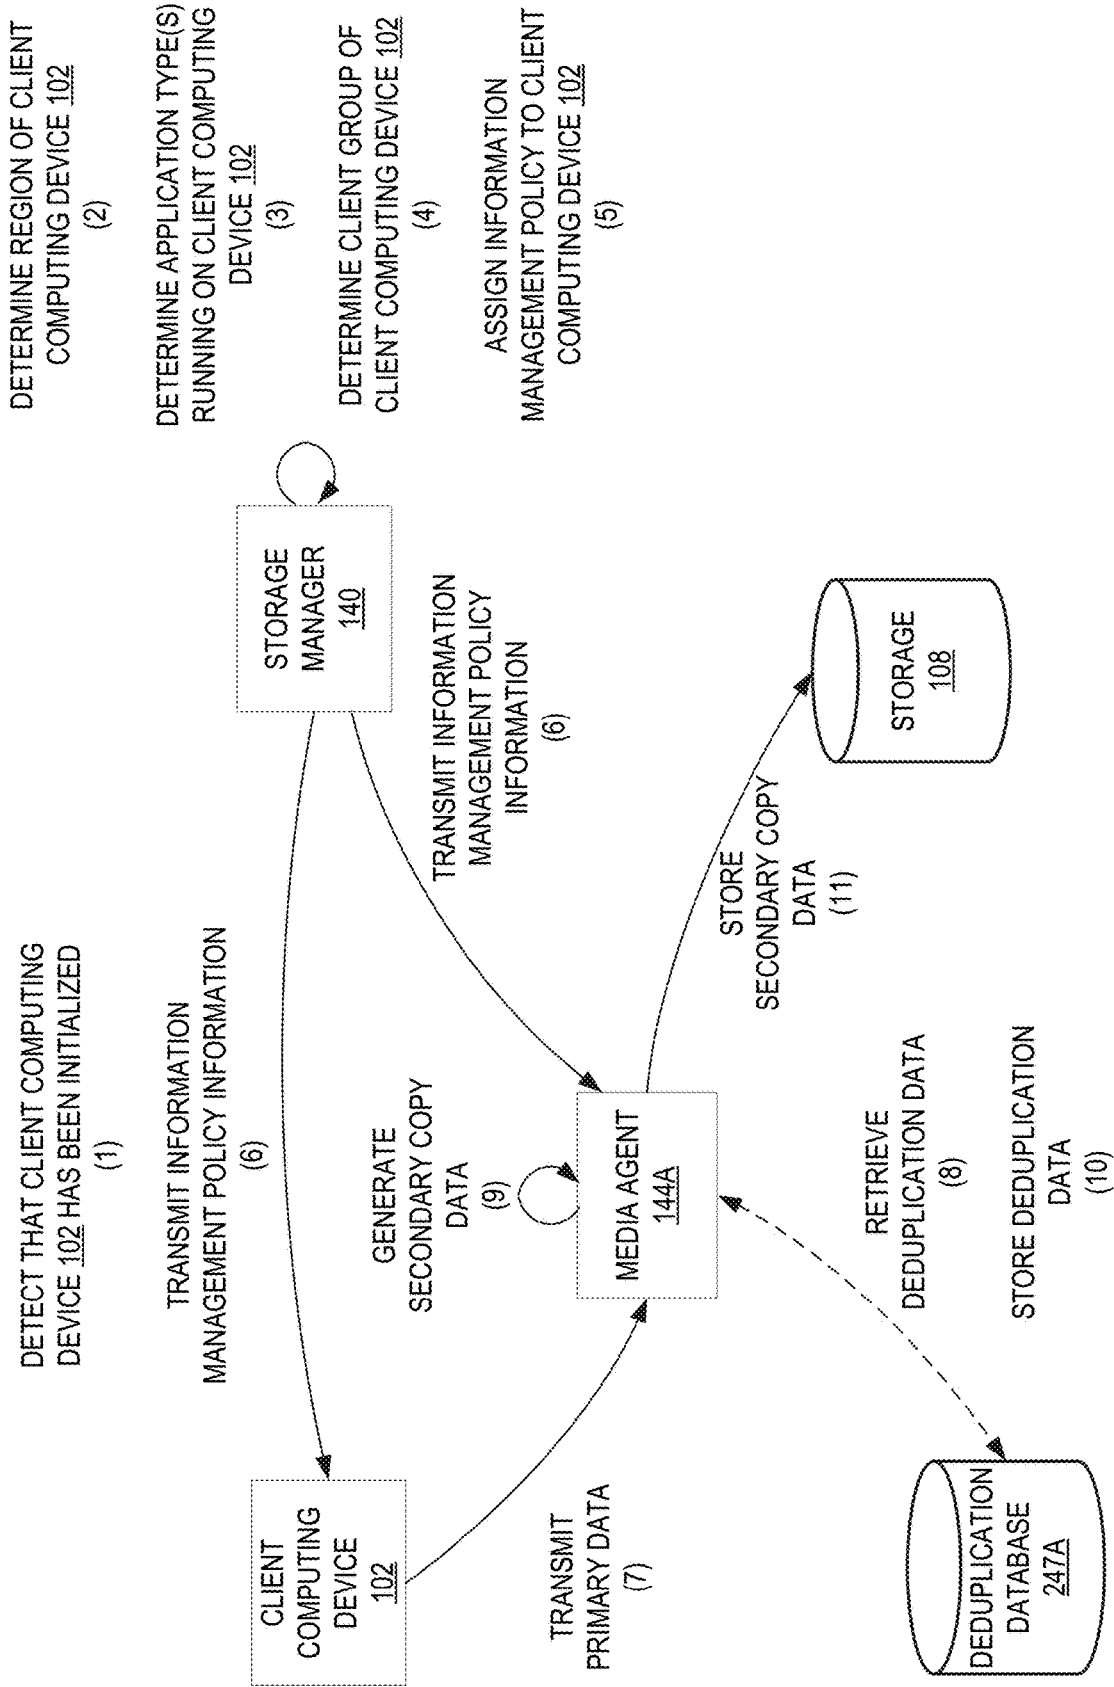 DETECT THAT CLIENT COMPUTING
DEVICE 102 HAS BEEN INITIALIZED
(1)
DETERMINE REGION OF CLIENT
COMPUTING DEVICE 102
(2)
DETERMINE APPLICATION TYPE(S)
RUNNING ON CLIENT COMPUTING
DEVICE 102
(3)
DETERMINE CLIENT GROUP OF
CLIENT COMPUTING DEVICE 102
(4)
ASSIGN INFORMATION
MANAGEMENT POLICY TO CLIENT
COMPUTING DEVICE 102
(5)
TRANSMIT INFORMATION
MANAGEMENT POLICY INFORMATION
(6)
CLIENT
COMPUTING
DEVICE
102
STORAGE
MANAGER
140
GENERATE
SECONDARY COPY
DATA
(9)
TRANSMIT INFORMATION
MANAGEMENT POLICY
INFORMATION
(6)
TRANSMIT
PRIMARY DATA
(7)
MEDIA AGENT
144A
STORE
SECONDARY COPY
DATA
(11)
STORAGE
108
RETRIEVE
DEDUPLICATION DATA
(8)
DEDUPLICATION
DATABASE
247A
STORE DEDUPLICATION
DATA
(10)